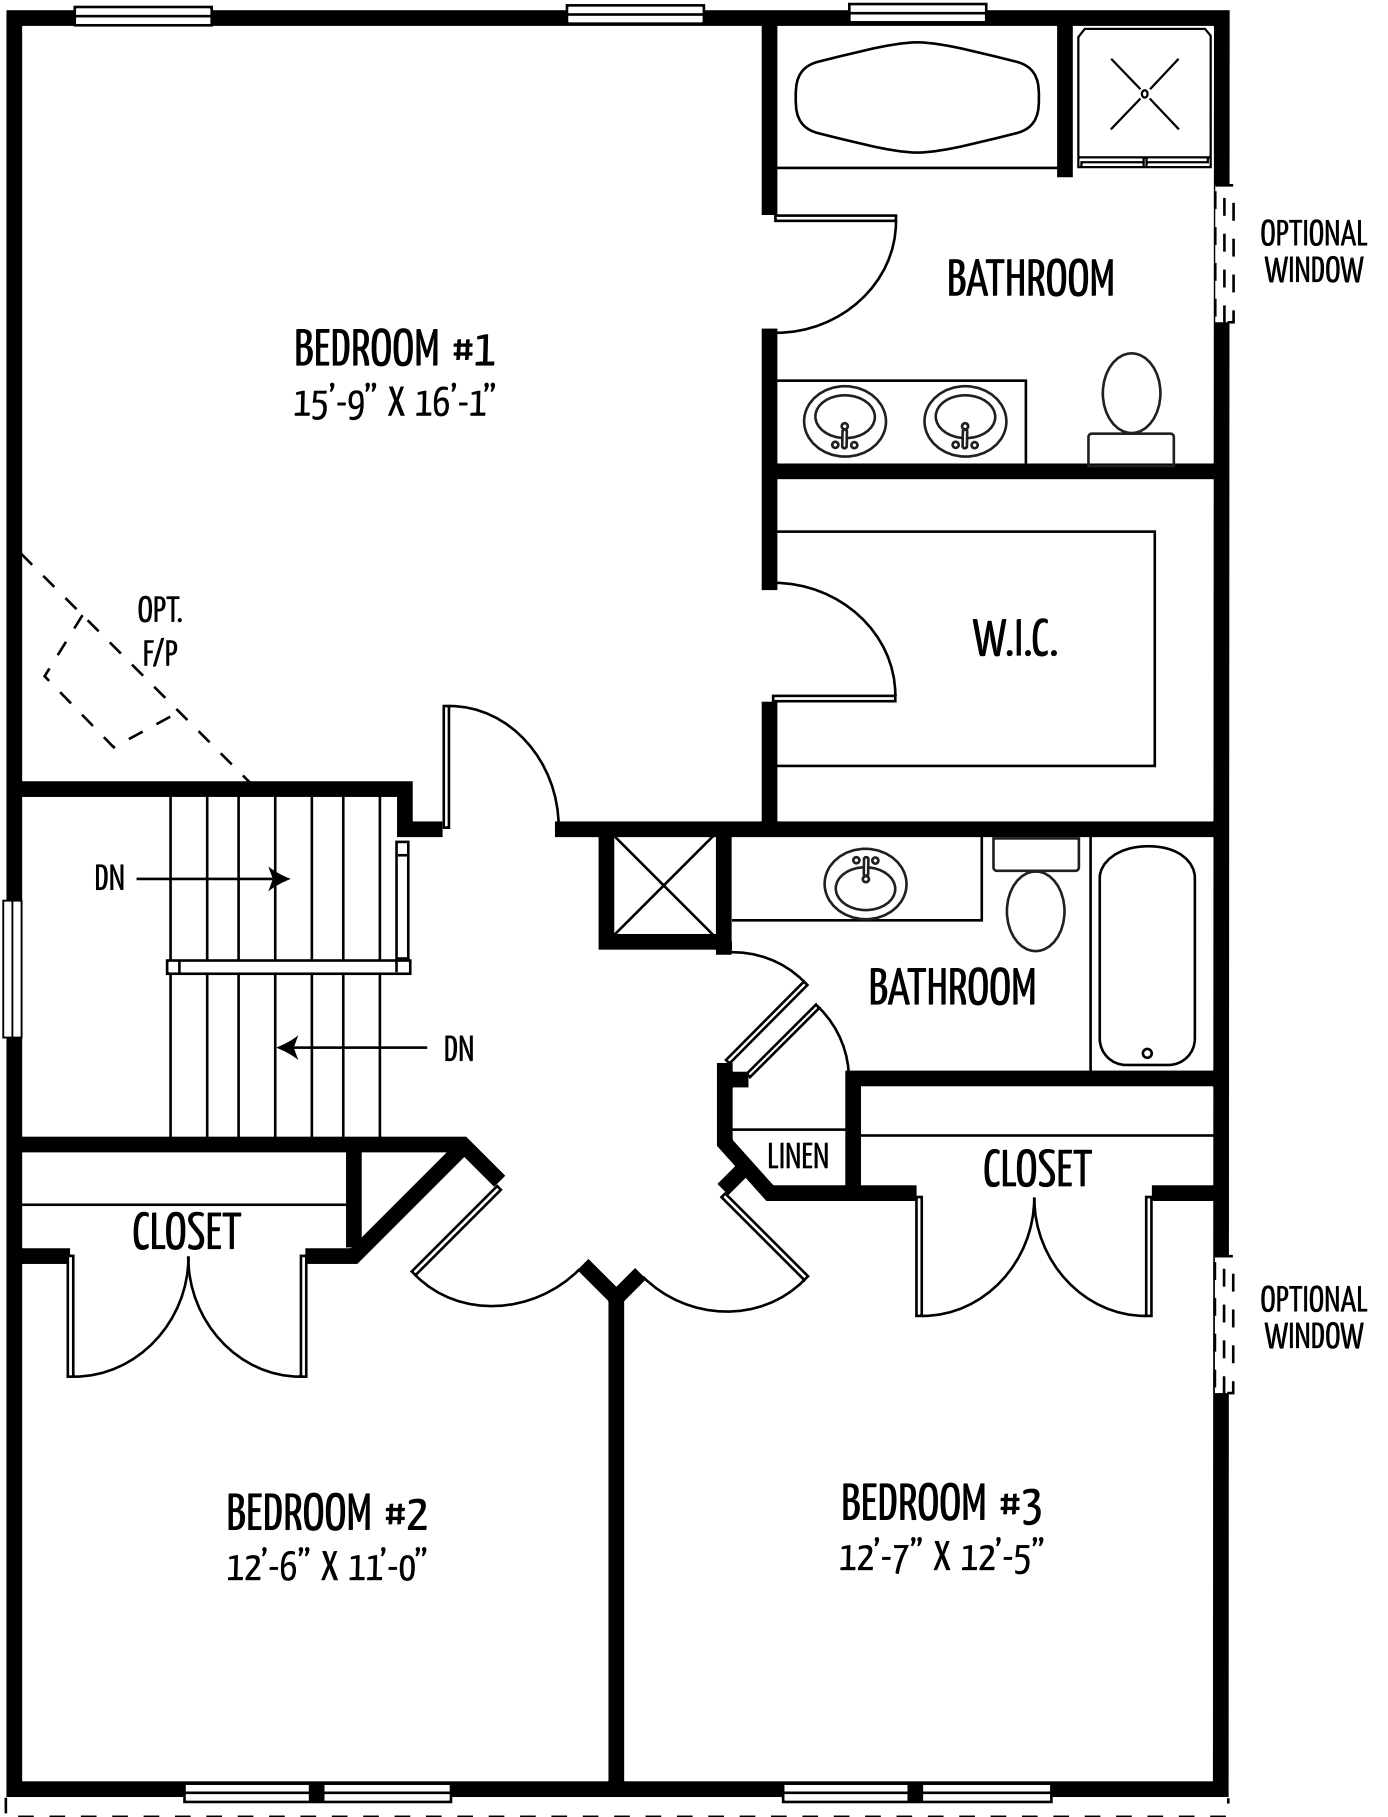 OPTIONAL
WINDOW
BATHROOM
BEDROOM #1
15'-9" X 16'-1"
OPT.
F/P
W.I.C.
DN
BATHROOM
DN
LINEN
CLOSET
CLOSET
OPTIONAL
WINDOW
BEDROOM #2
12'-6" X 11'-0"
BEDROOM #3
12'-7" X 12'-5"